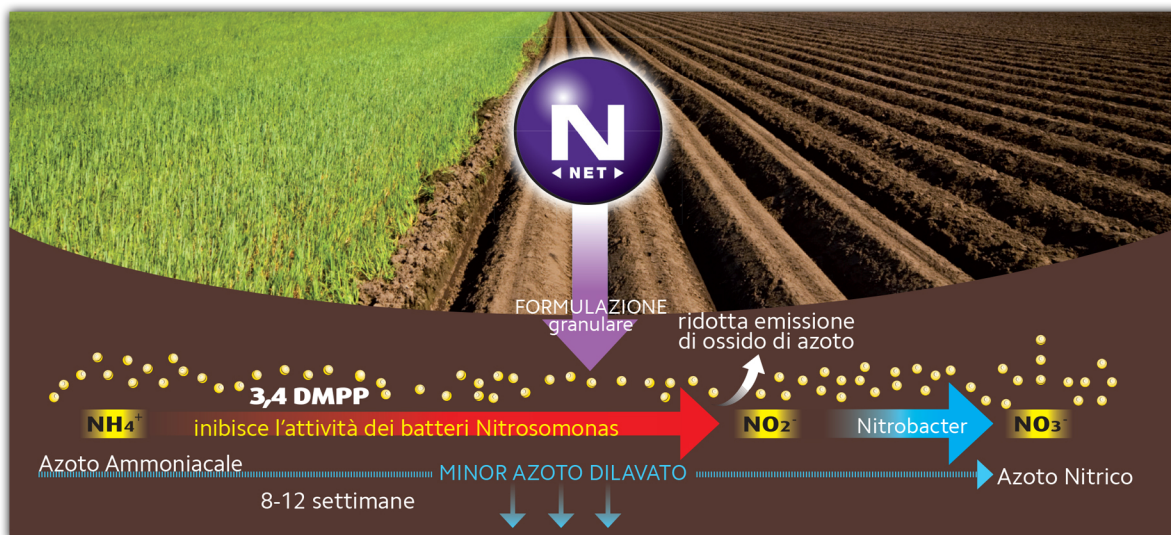 N
NET
FORMULAZIONE
granulare
ridotta emissione
di ossido di azoto
3,4 DMPP
NH₄⁺
inibisce l'attività dei batteri Nitrosomonas
NO₂⁻
Nitrobacter
NO₃⁻
Azoto Ammoniacale
MINOR AZOTO DILAVATO
Azoto Nitrico
8-12 settimane